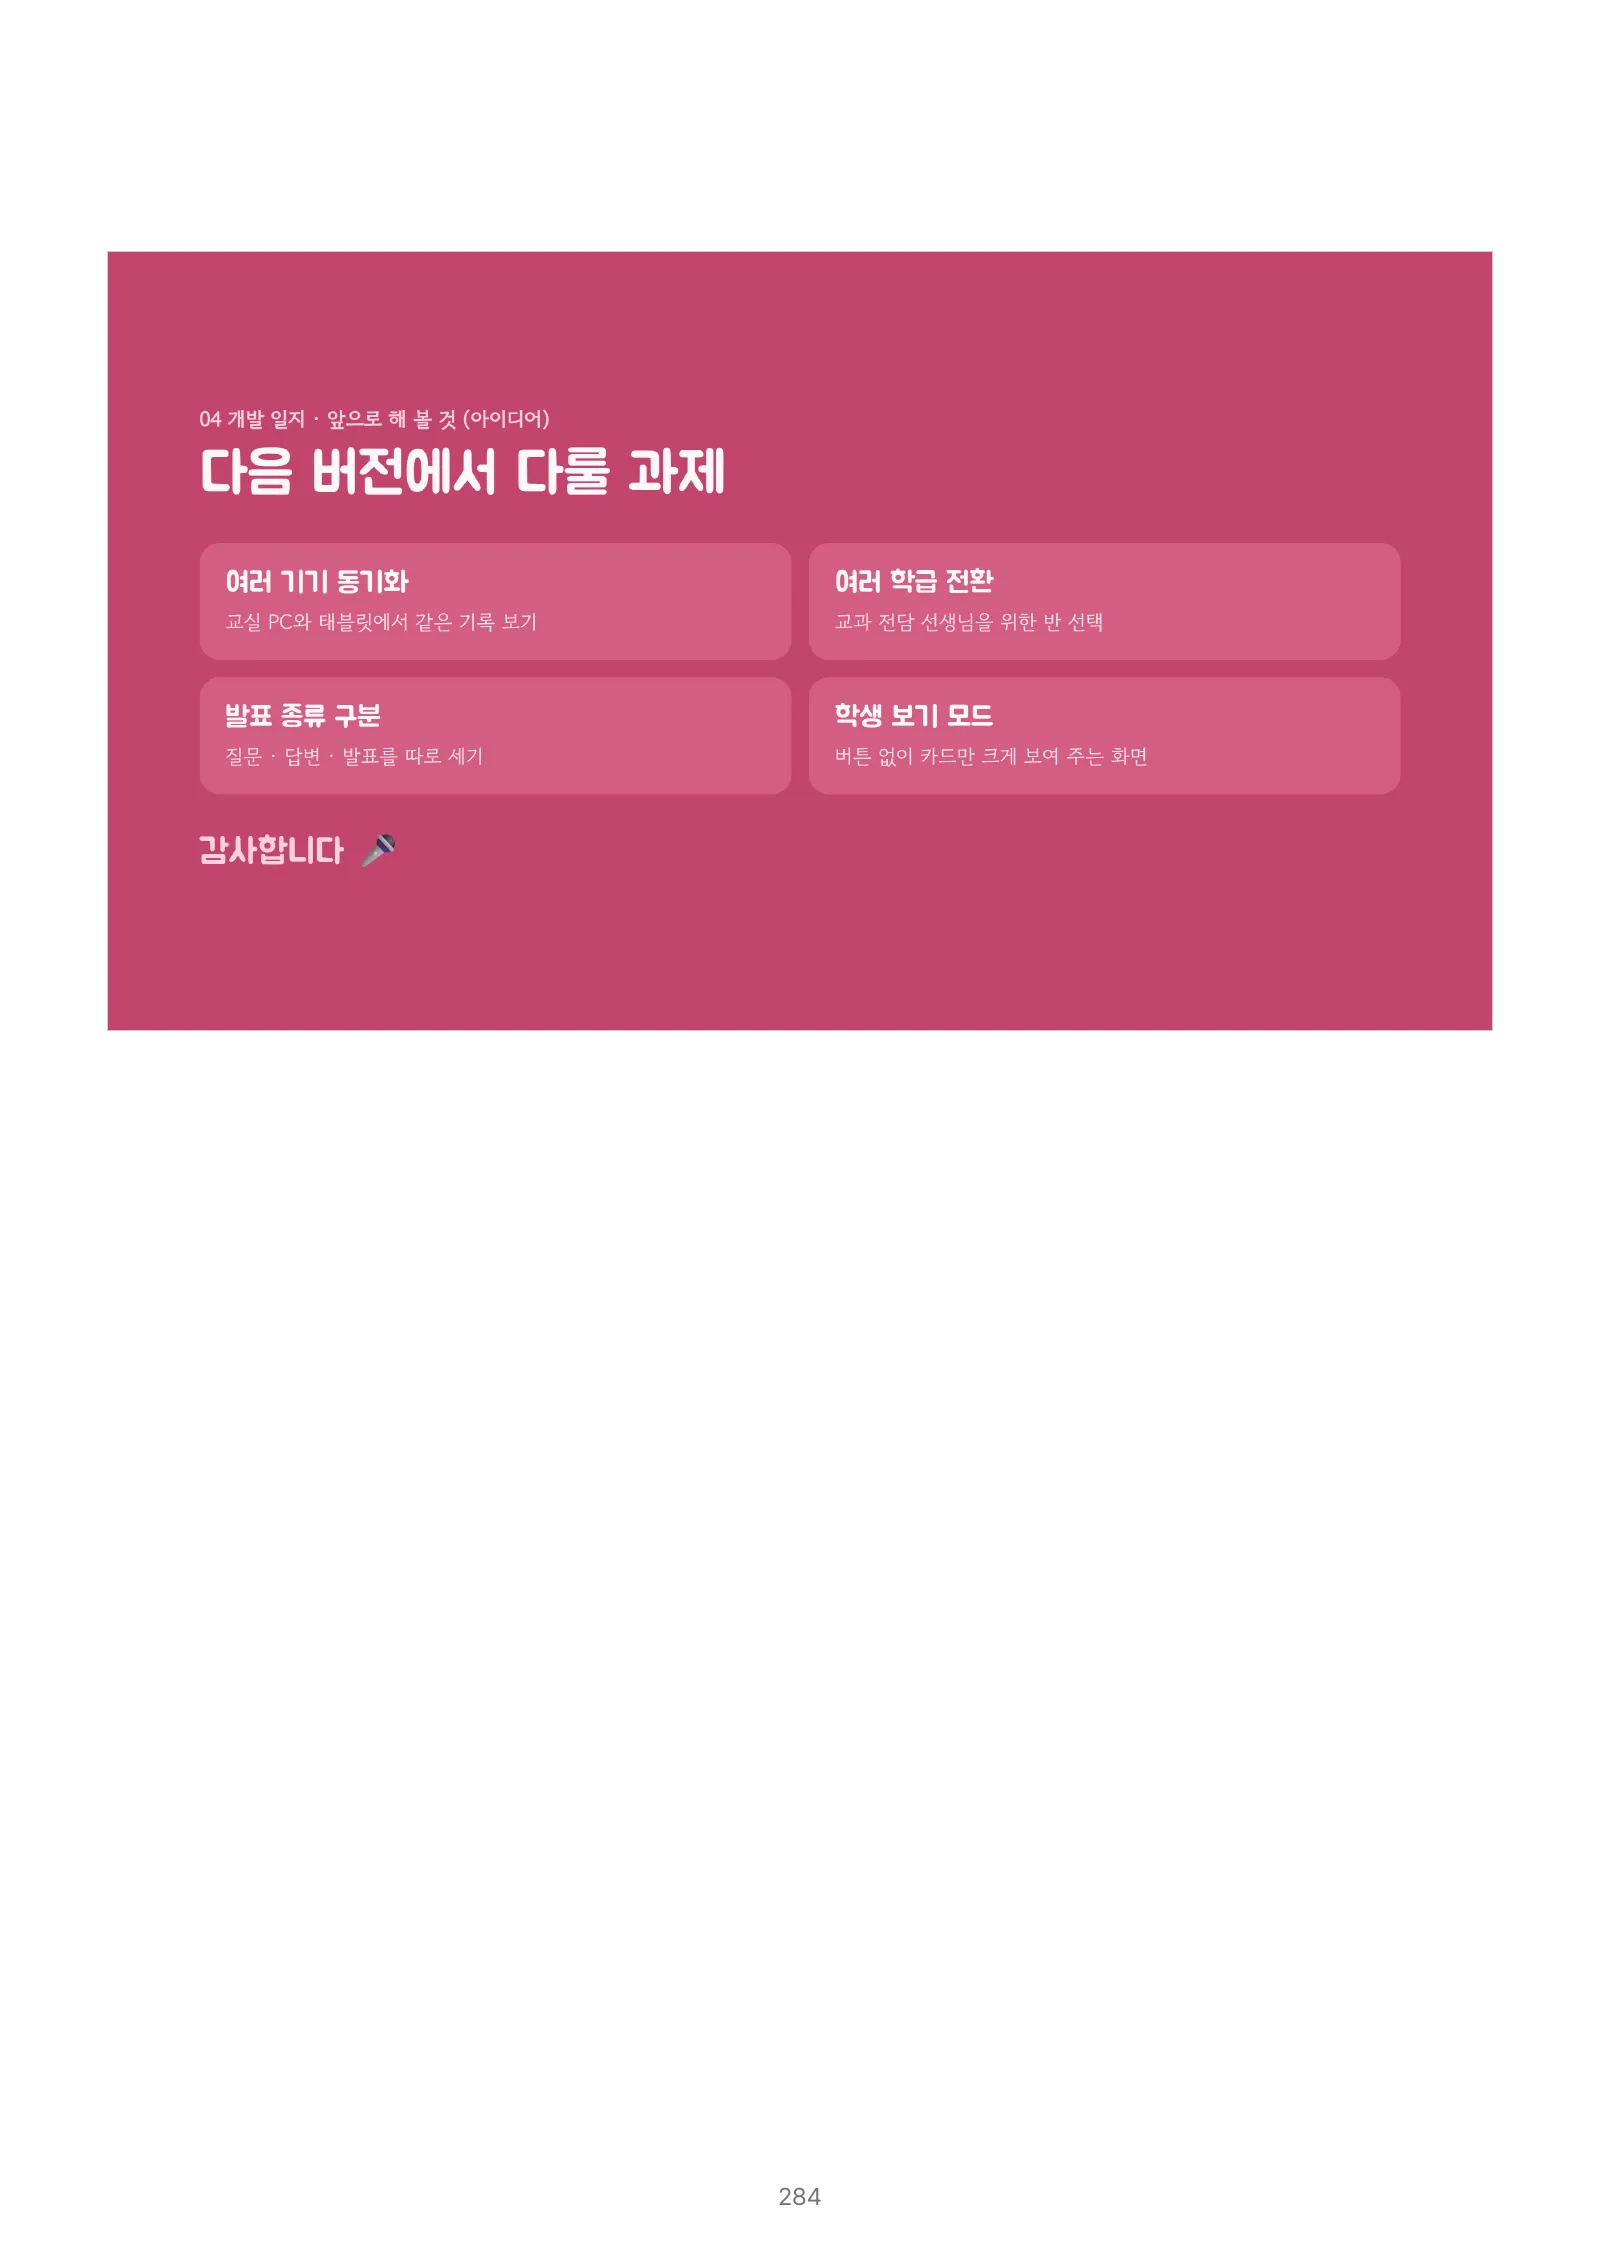 04 개발 일지 · 앞으로 해 볼 것 (아이디어)
다음 버전에서 다룰 과제
여러 기기 동기화
교실 PC와 태블릿에서 같은 기록 보기
여러 학급 전환
교과 전담 선생님을 위한 반 선택
발표 종류 구분
질문 · 답변 · 발표를 따로 세기
학생 보기 모드
버튼 없이 카드만 크게 보여 주는 화면
감사합니다 🎤
284